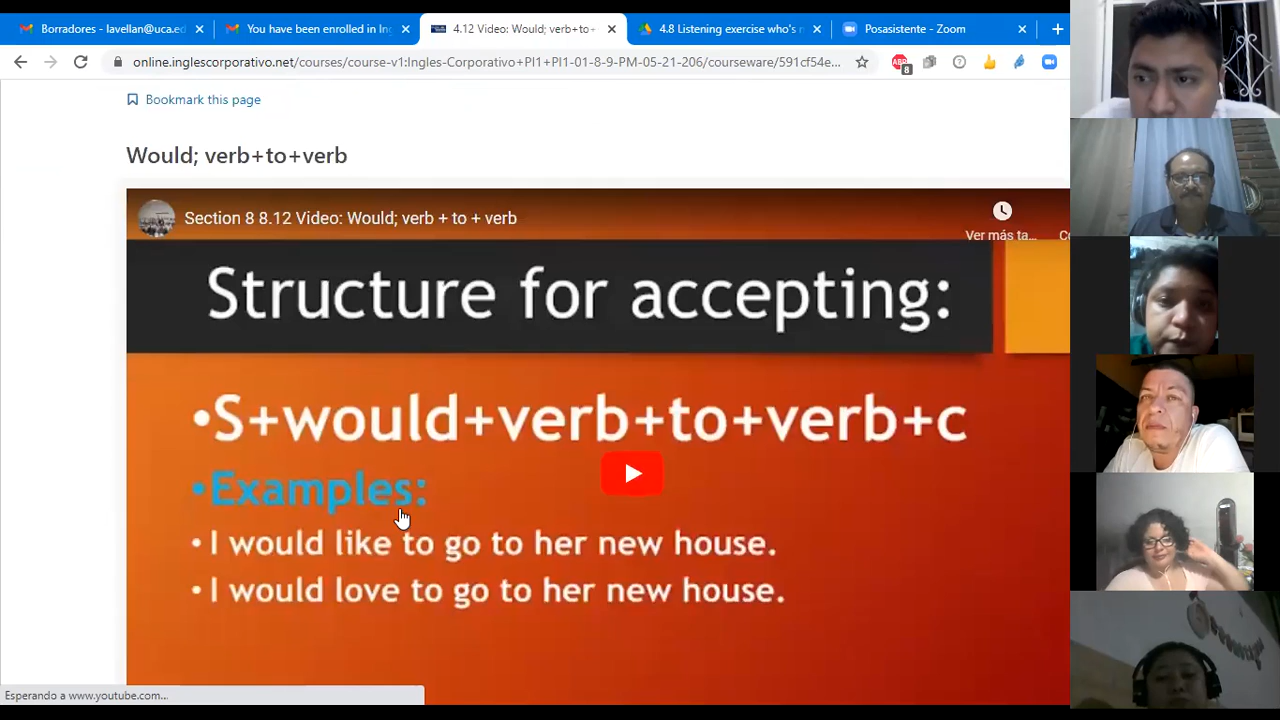 Borradores - lavellan@uca.ed
You have been enrolled in Ing
4.12 Video: Would; verb+to+
4.8 Listening exercise who's n
Posasistente - Zoom
online.inglescorporativo.net/courses/course-v1:Ingles-Corporativo+PI1+PI1-01-8-9-PM-05-21-206/courseware/591cf54e...
ABP
8
Bookmark this page
Would; verb+to+verb
Section 8 8.12 Video: Would; verb + to + verb
Ver más ta...
Co
Structure for accepting:
•S+would+verb+to+verb+c
•Examples:
• I would like to go to her new house.
• I would love to go to her new house.
Esperando a www.youtube.com...